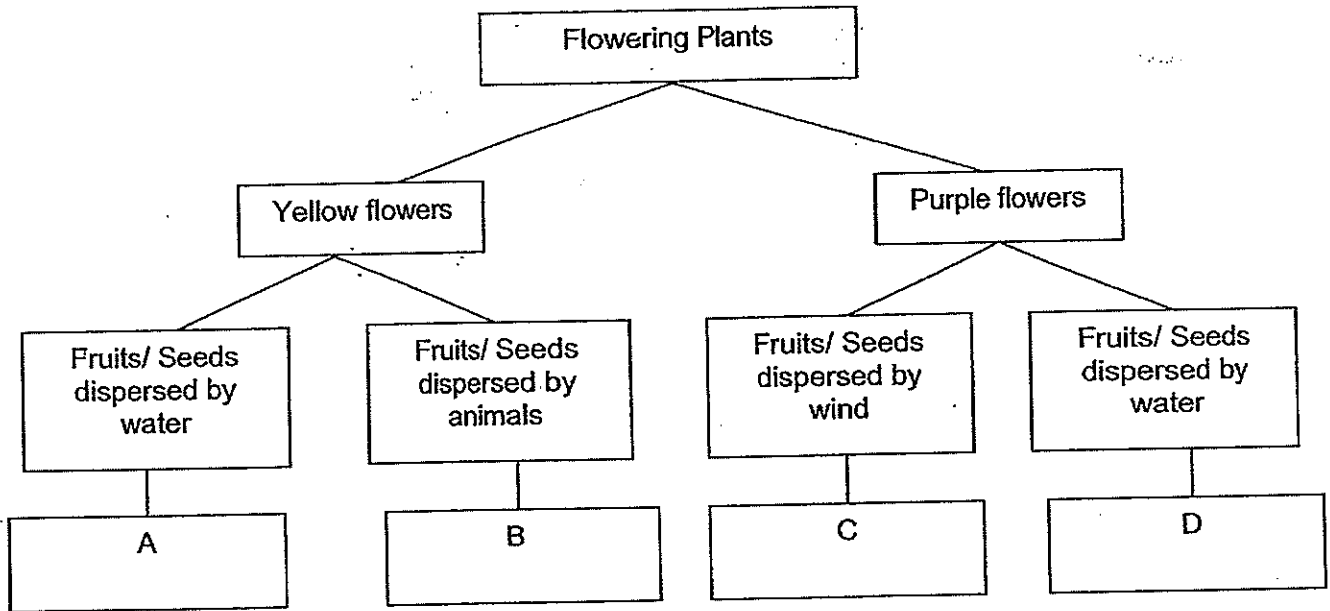 Flowering Plants
Yellow flowers
Purple flowers
Fruits/ Seeds
dispersed by
water
Fruits/ Seeds
dispersed by
animals
Fruits/ Seeds
dispersed by
wind
Fruits/ Seeds
dispersed by
water
A
B
C
D